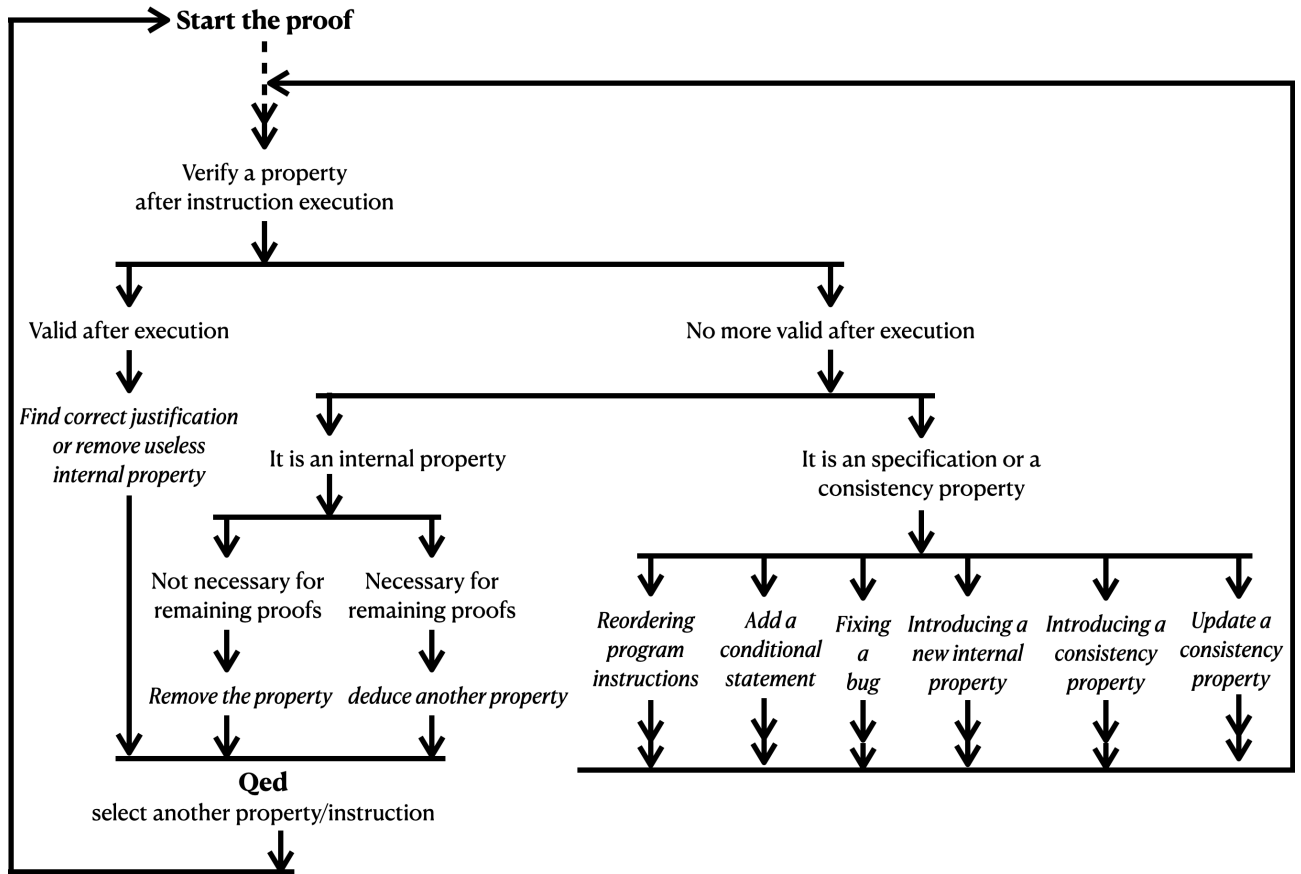 Start the proof
Verify a property
after instruction execution
Valid after execution
No more valid after execution
Find correct justification
or remove useless
internal property
It is an internal property
It is an specification or a
consistency property
Not necessary for
remaining proofs
Necessary for
remaining proofs
Reordering
program
instructions
Add a
conditional
statement
Fixing
a
bug
Introducing a
new internal
property
Introducing a
consistency
property
Update a
consistency
property
Remove the property
deduce another property
Qed
select another property/instruction